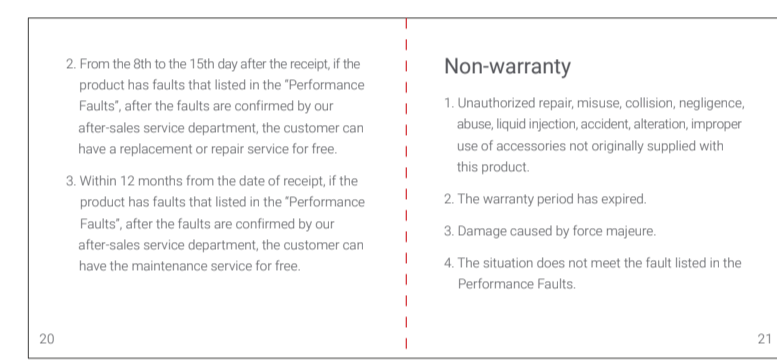 2. From the 8th to the 15th day after the receipt, if the
product has faults that listed in the "Performance
Faults", after the faults are confirmed by our
after-sales service department, the customer can
have a replacement or repair service for free.
3. Within 12 months from the date of receipt, if the
product has faults that listed in the "Performance
Faults", after the faults are confirmed by our
after-sales service department, the customer can
have the maintenance service for free.
20
Non-warranty
1. Unauthorized repair, misuse, collision, negligence,
abuse, liquid injection, accident, alteration, improper
use of accessories not originally supplied with
this product.
2. The warranty period has expired.
3. Damage caused by force majeure.
4. The situation does not meet the fault listed in the
Performance Faults.
21